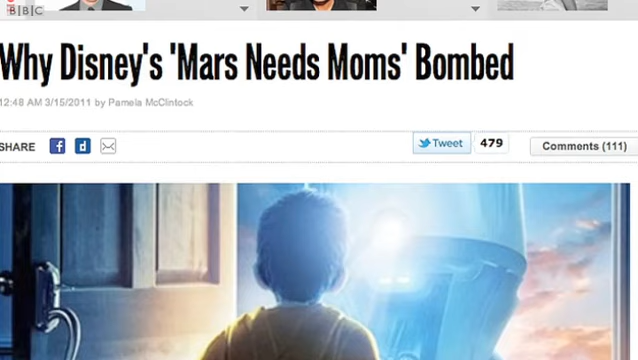 BBC
Why Disney's 'Mars Needs Moms' Bombed
12:48 AM 3/15/2011 by Pamela McClintock
SHARE f d Tweet 479 Comments (111)